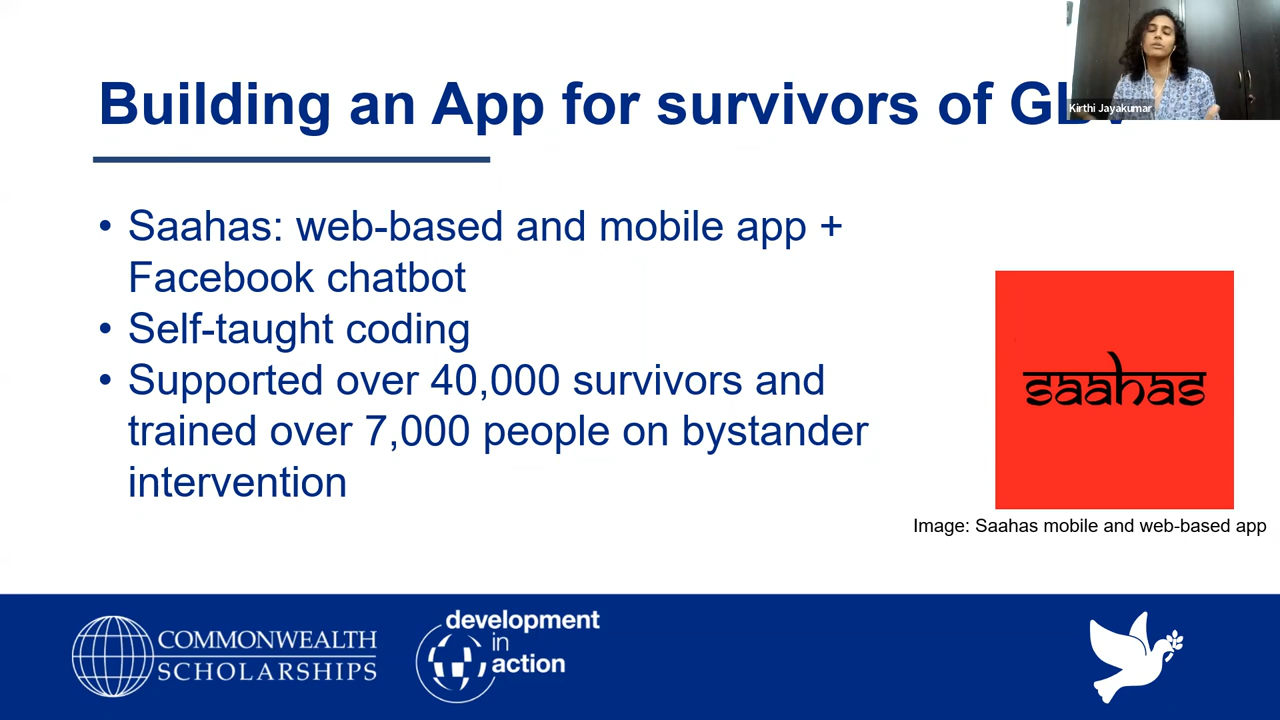 Building an App for survivors of GBV
Kirthi Jayakumar
• Saahas: web-based and mobile app +
Facebook chatbot
• Self-taught coding
• Supported over 40,000 survivors and
trained over 7,000 people on bystander
intervention
saahas
Image: Saahas mobile and web-based app
COMMONWEALTH
SCHOLARSHIPS
development
in
action